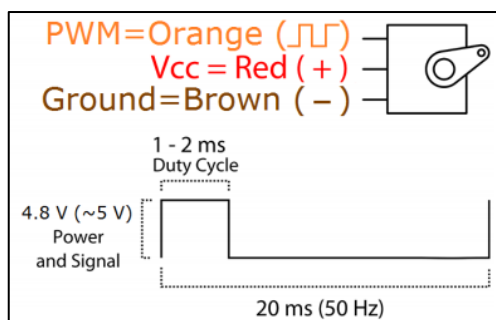 PWM=Orange (⎍⎍)
Vcc = Red (+)
Ground=Brown (−)
1 - 2 ms
Duty Cycle
4.8 V (~5 V)
Power
and Signal
20 ms (50 Hz)